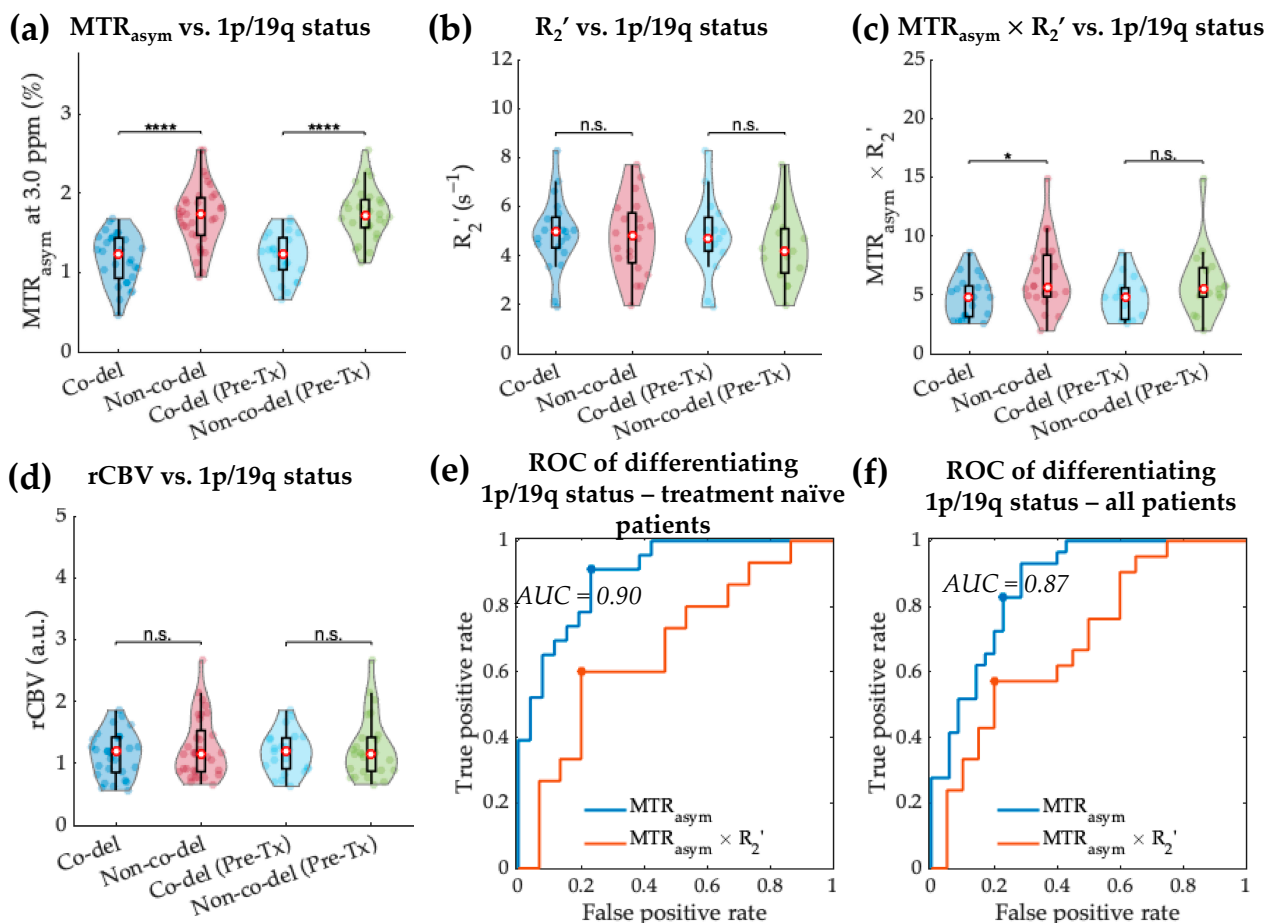 (a) MTRasym vs. 1p/19q status
MTRasym at 3.0 ppm (%)
3
2
1
0
****
****
Co-del
Non-co-del
Co-del (Pre-Tx)
Non-co-del (Pre-Tx)
(b) R2′ vs. 1p/19q status
R2' (s−1)
12
10
8
6
4
2
0
n.s.
n.s.
Co-del
Non-co-del
Co-del (Pre-Tx)
Non-co-del (Pre-Tx)
(c) MTRasym × R2′ vs. 1p/19q status
MTRasym × R2'
25
20
15
10
5
0
*
n.s.
Co-del
Non-co-del
Co-del (Pre-Tx)
Non-co-del (Pre-Tx)
(d) rCBV vs. 1p/19q status
rCBV (a.u.)
5
4
3
2
1
0
n.s.
n.s.
Co-del
Non-co-del
Co-del (Pre-Tx)
Non-co-del (Pre-Tx)
(e) ROC of differentiating
1p/19q status – treatment naïve
patients
True positive rate
1
0.8
0.6
0.4
0.2
0
AUC = 0.90
MTRasym
MTRasym × R2'
0 0.2 0.4 0.6 0.8 1
False positive rate
(f) ROC of differentiating
1p/19q status – all patients
True positive rate
1
0.8
0.6
0.4
0.2
0
AUC = 0.87
MTRasym
MTRasym × R2'
0 0.2 0.4 0.6 0.8 1
False positive rate